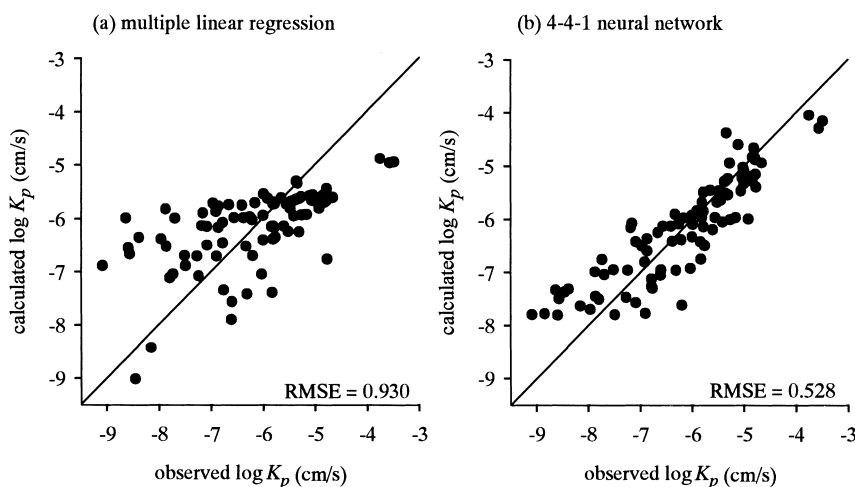 (a) multiple linear regression
-3
-4
-5
-6
-7
-8
-9
calculated log Kp (cm/s)
RMSE = 0.930
-9 -8 -7 -6 -5 -4 -3
observed log Kp (cm/s)
(b) 4-4-1 neural network
-3
-4
-5
-6
-7
-8
-9
calculated log Kp (cm/s)
RMSE = 0.528
-9 -8 -7 -6 -5 -4 -3
observed log Kp (cm/s)